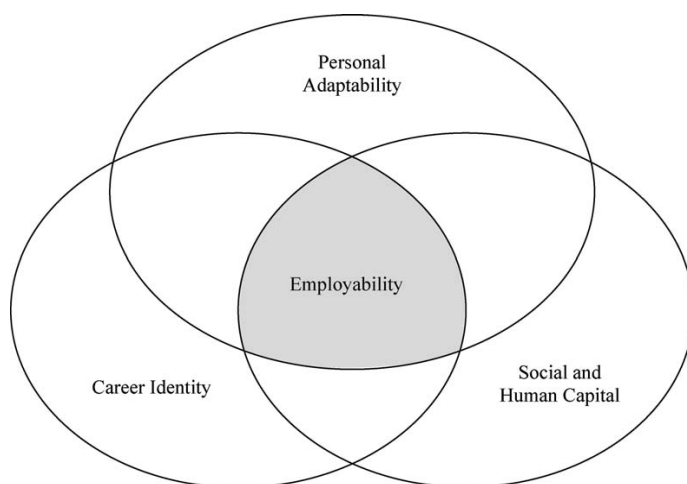 Personal
Adaptability
Employability
Career Identity
Social and
Human Capital